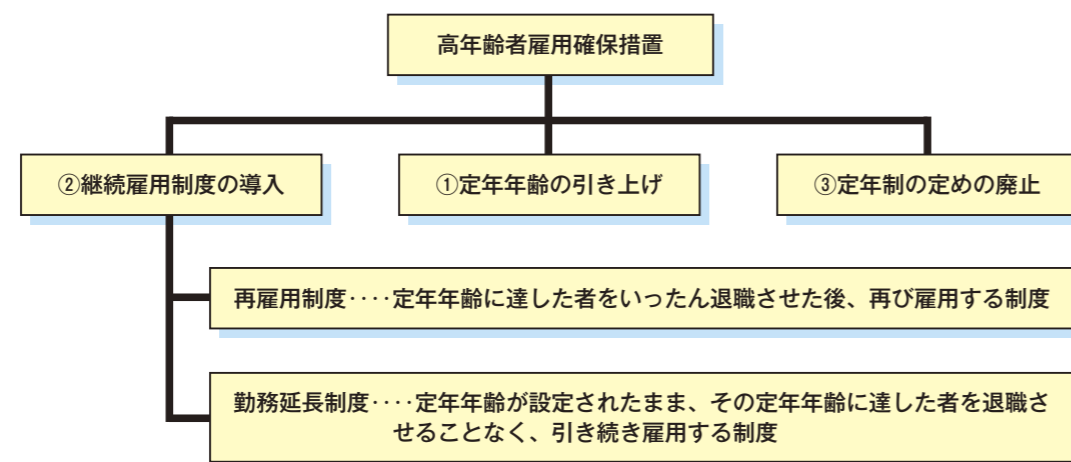 高年齢者雇用確保措置
②継続雇用制度の導入
①定年年齢の引き上げ
③定年制の定めの廃止
再雇用制度‥‥定年年齢に達した者をいったん退職させた後、再び雇用する制度
勤務延長制度‥‥定年年齢が設定されたまま、その定年年齢に達した者を退職さ
せることなく、引き続き雇用する制度